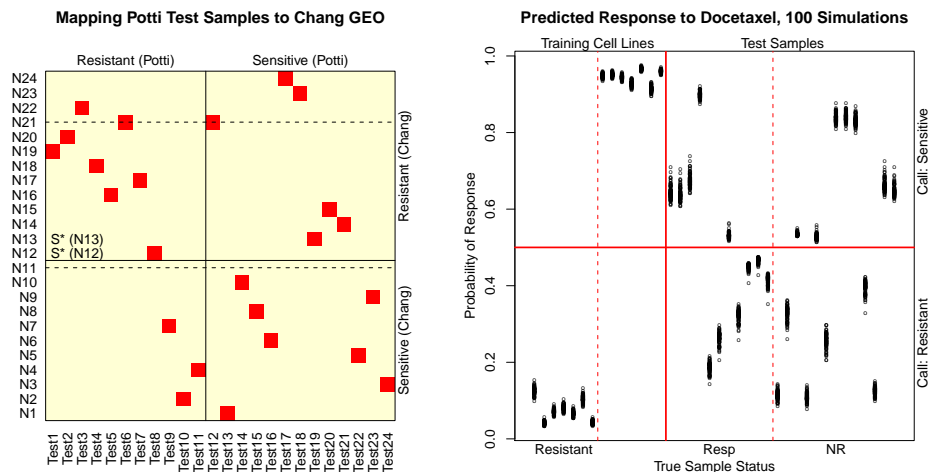 Mapping Potti Test Samples to Chang GEO
Resistant (Potti)
Sensitive (Potti)
N24
N23
N22
N21
N20
N19
N18
N17
N16
N15
N14
N13
N12
N11
N10
N9
N8
N7
N6
N5
N4
N3
N2
N1
S* (N13)
S* (N12)
Resistant (Chang)
Sensitive (Chang)
Test1
Test2
Test3
Test4
Test5
Test6
Test7
Test8
Test9
Test10
Test11
Test12
Test13
Test14
Test15
Test16
Test17
Test18
Test19
Test20
Test21
Test22
Test23
Test24
Predicted Response to Docetaxel, 100 Simulations
Training Cell Lines
Test Samples
Probability of Response
1.0
0.8
0.6
0.4
0.2
0.0
Call: Sensitive
Call: Resistant
Resistant
Resp
NR
True Sample Status